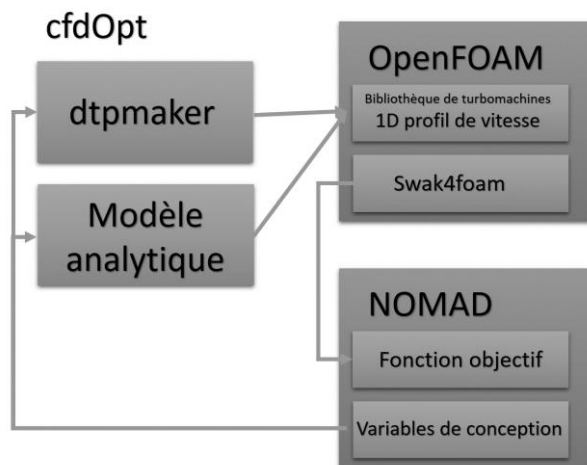 cfdOpt
dtpmaker
Modèle
analytique
OpenFOAM
Bibliothèque de turbomachines
1D profil de vitesse
Swak4foam
NOMAD
Fonction objectif
Variables de conception